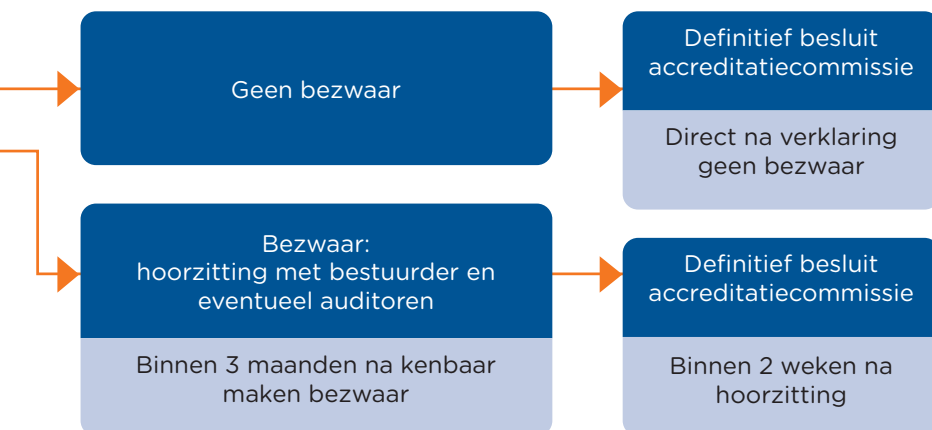 Geen bezwaar
Definitief besluit
accreditatiecommissie
Direct na verklaring
geen bezwaar
Bezwaar:
hoorzitting met bestuurder en
eventueel auditoren
Binnen 3 maanden na kenbaar
maken bezwaar
Definitief besluit
accreditatiecommissie
Binnen 2 weken na
hoorzitting